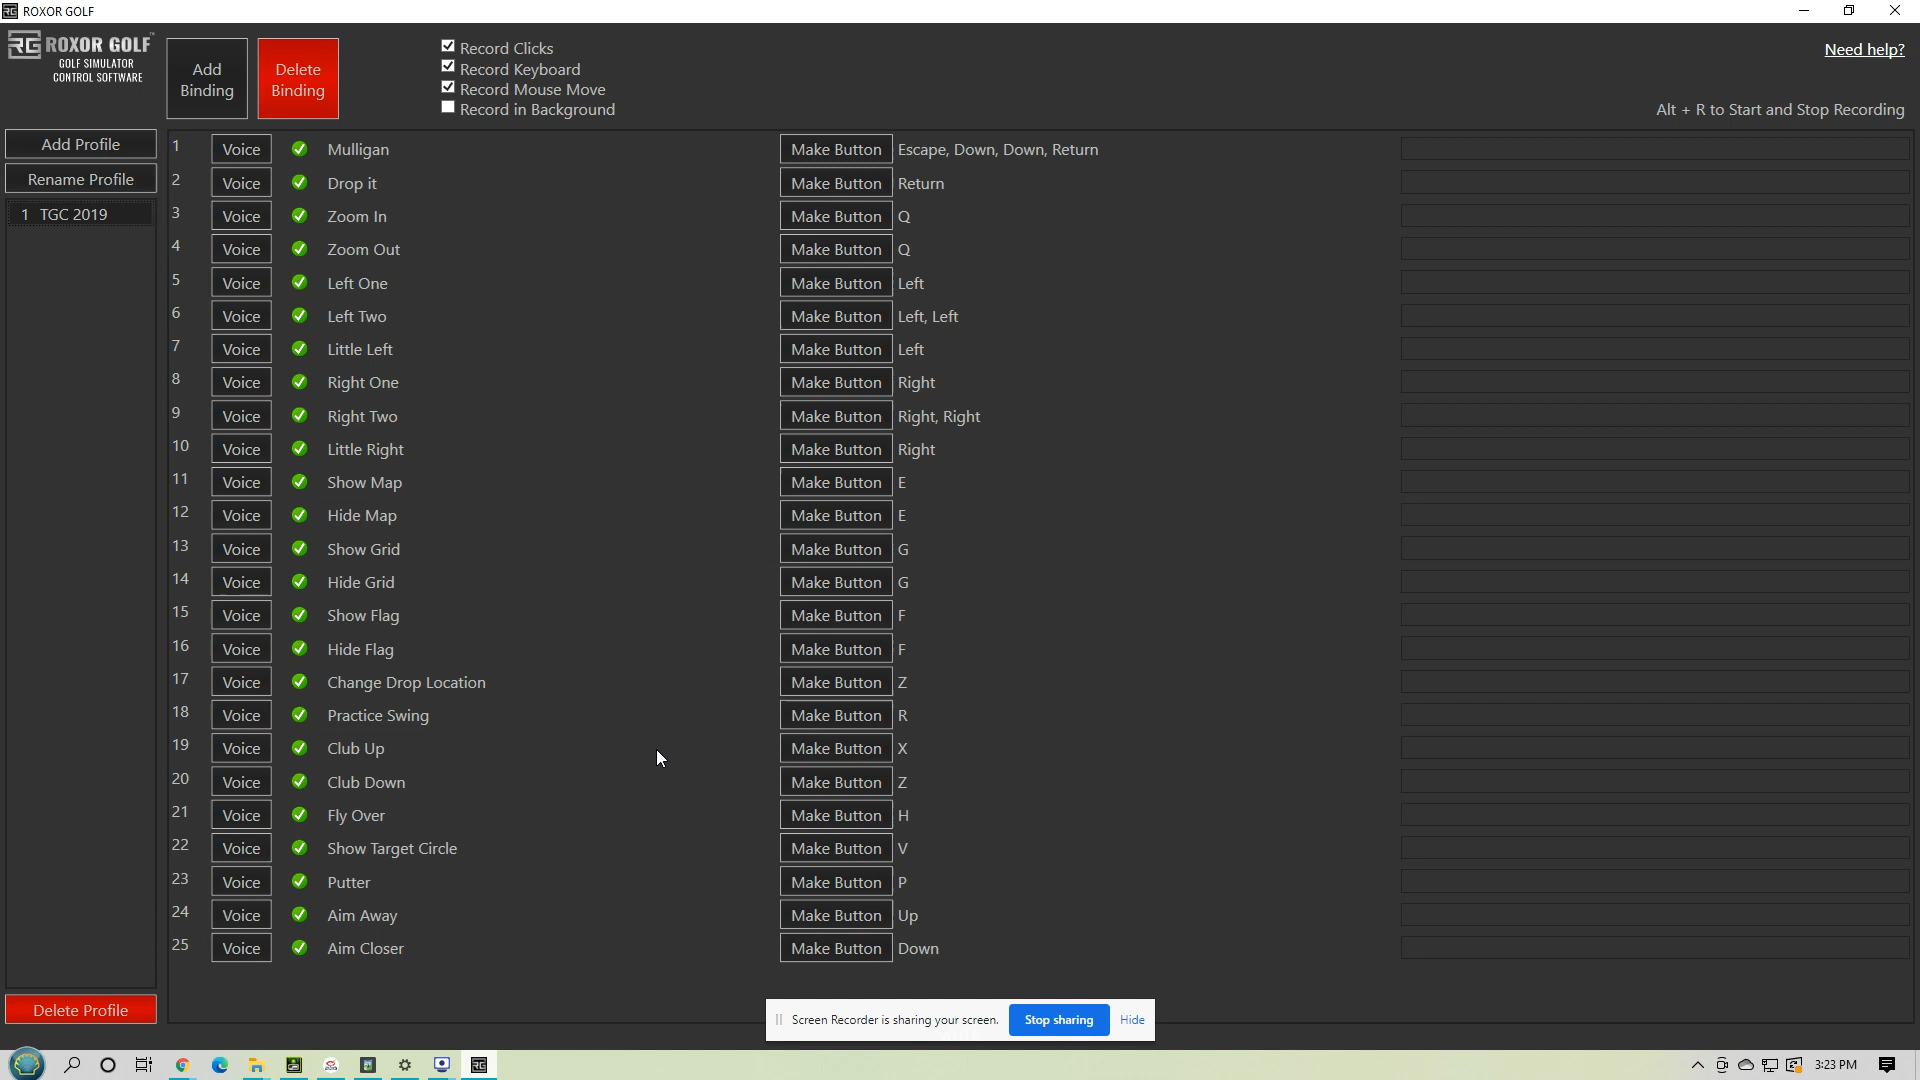 ROXOR GOLF
ROXOR GOLF™
GOLF SIMULATOR
CONTROL SOFTWARE
Add
Binding
Delete
Binding
Record Clicks
Record Keyboard
Record Mouse Move
Record in Background
Need help?
Alt + R to Start and Stop Recording
Add Profile
Rename Profile
1 TGC 2019
Delete Profile
1 Voice Mulligan Make Button Escape, Down, Down, Return
2 Voice Drop it Make Button Return
3 Voice Zoom In Make Button Q
4 Voice Zoom Out Make Button Q
5 Voice Left One Make Button Left
6 Voice Left Two Make Button Left, Left
7 Voice Little Left Make Button Left
8 Voice Right One Make Button Right
9 Voice Right Two Make Button Right, Right
10 Voice Little Right Make Button Right
11 Voice Show Map Make Button E
12 Voice Hide Map Make Button E
13 Voice Show Grid Make Button G
14 Voice Hide Grid Make Button G
15 Voice Show Flag Make Button F
16 Voice Hide Flag Make Button F
17 Voice Change Drop Location Make Button Z
18 Voice Practice Swing Make Button R
19 Voice Club Up Make Button X
20 Voice Club Down Make Button Z
21 Voice Fly Over Make Button H
22 Voice Show Target Circle Make Button V
23 Voice Putter Make Button P
24 Voice Aim Away Make Button Up
25 Voice Aim Closer Make Button Down
Screen Recorder is sharing your screen. Stop sharing Hide
3:23 PM